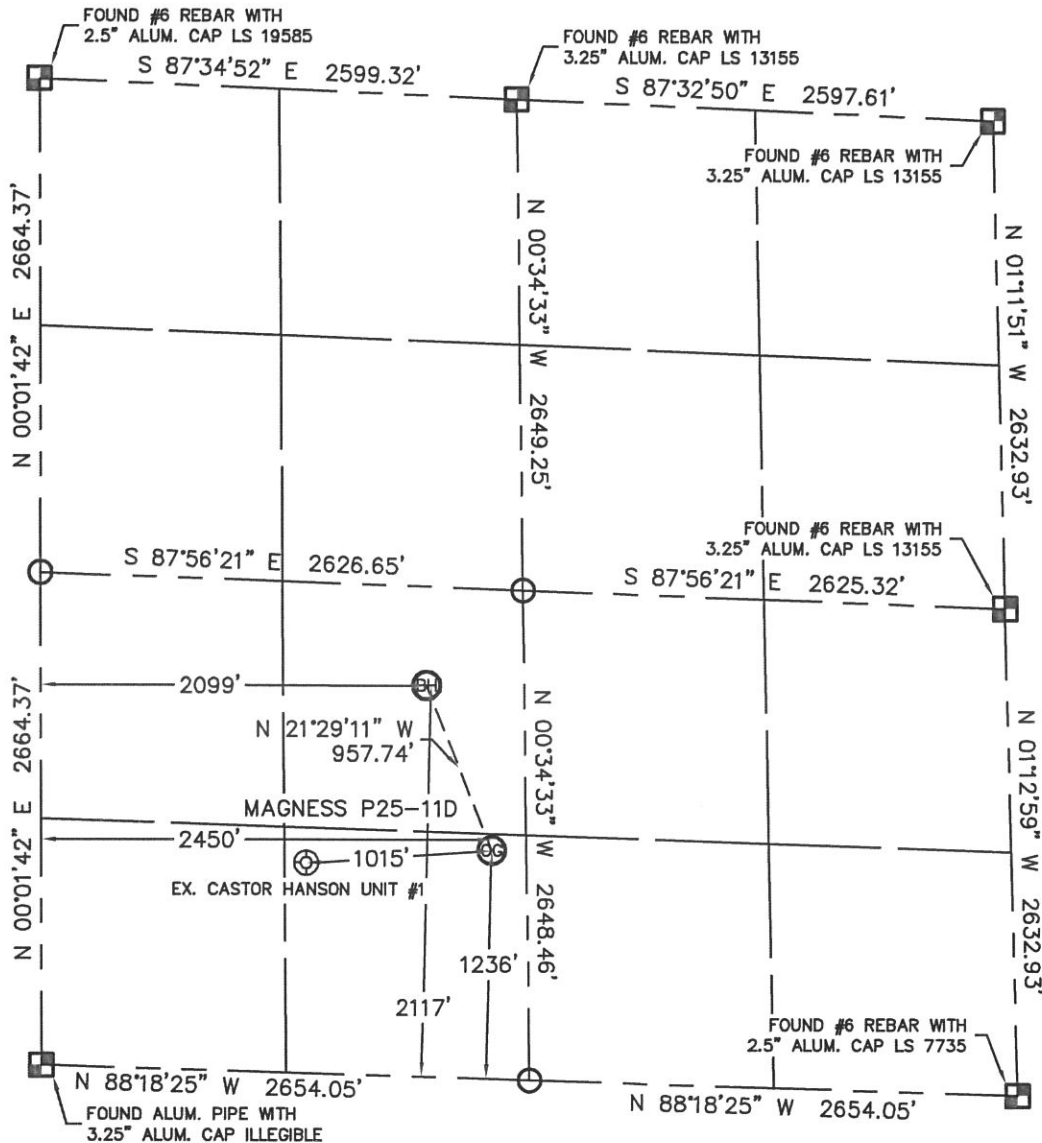 FOUND #6 REBAR WITH
2.5" ALUM. CAP LS 19585
FOUND #6 REBAR WITH
3.25" ALUM. CAP LS 13155
S 87°34'52" E 2599.32'
S 87°32'50" E 2597.61'
FOUND #6 REBAR WITH
3.25" ALUM. CAP LS 13155
N 00°01'42" E 2664.37'
N 00°34'33" W 2649.25'
N 01°11'51" W 2632.93'
FOUND #6 REBAR WITH
3.25" ALUM. CAP LS 13155
S 87°56'21" E 2626.65'
S 87°56'21" E 2625.32'
2099'
BH
N 21°29'11" W
957.74'
N 00°01'42" E 2664.37'
N 00°34'33" W 2648.46'
N 01°12'59" W 2632.93'
MAGNESS P25-11D
2450'
OG
1015'
EX. CASTOR HANSON UNIT #1
1236'
2117'
FOUND #6 REBAR WITH
2.5" ALUM. CAP LS 7735
N 88°18'25" W 2654.05'
N 88°18'25" W 2654.05'
FOUND ALUM. PIPE WITH
3.25" ALUM. CAP ILLEGIBLE